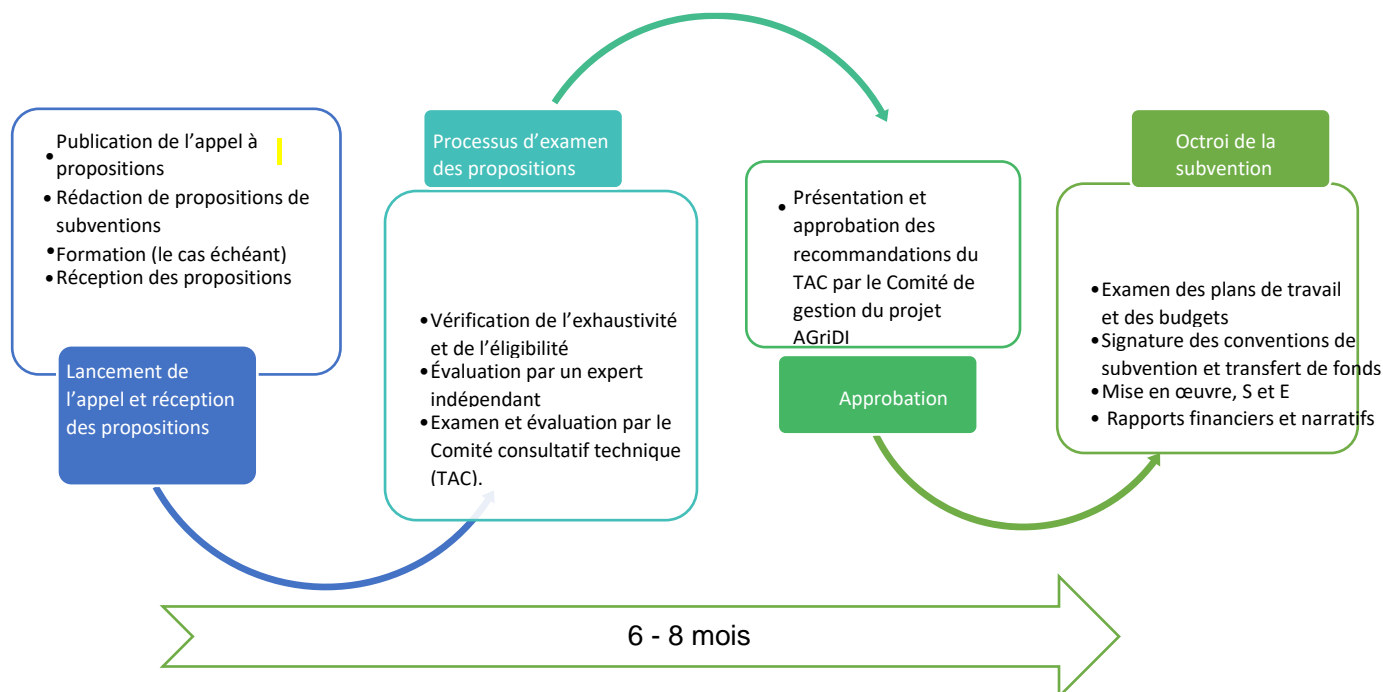 • Publication de l’appel à
propositions
• Rédaction de propositions de
subventions
• Formation (le cas échéant)
• Réception des propositions
Lancement de
l’appel et réception
des propositions
Processus d’examen
des propositions
• Vérification de l’exhaustivité
et de l’éligibilité
• Évaluation par un expert
indépendant
• Examen et évaluation par le
Comité consultatif technique
(TAC).
• Présentation et
approbation des
recommandations du
TAC par le Comité de
gestion du projet
AGriDI
Approbation
Octroi de la
subvention
• Examen des plans de travail
et des budgets
• Signature des conventions de
subvention et transfert de fonds
• Mise en œuvre, S et E
• Rapports financiers et narratifs
6 - 8 mois